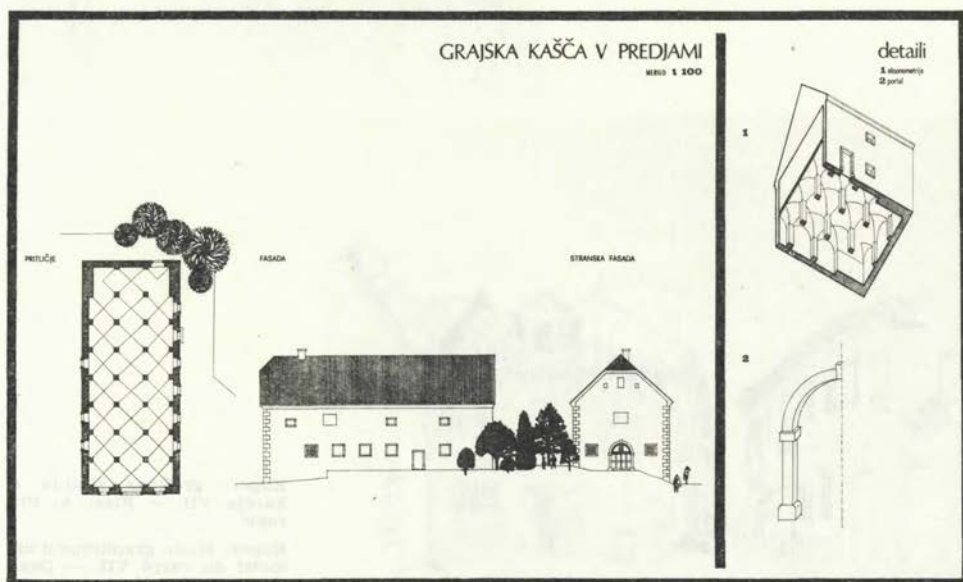 GRAJSKA KAŠČA V PREDJAMI
MERILO 1 100
detaili
1 aksonometrija
2 portal
1
PRITLIČJE
FASADA
STRANSKA FASADA
2